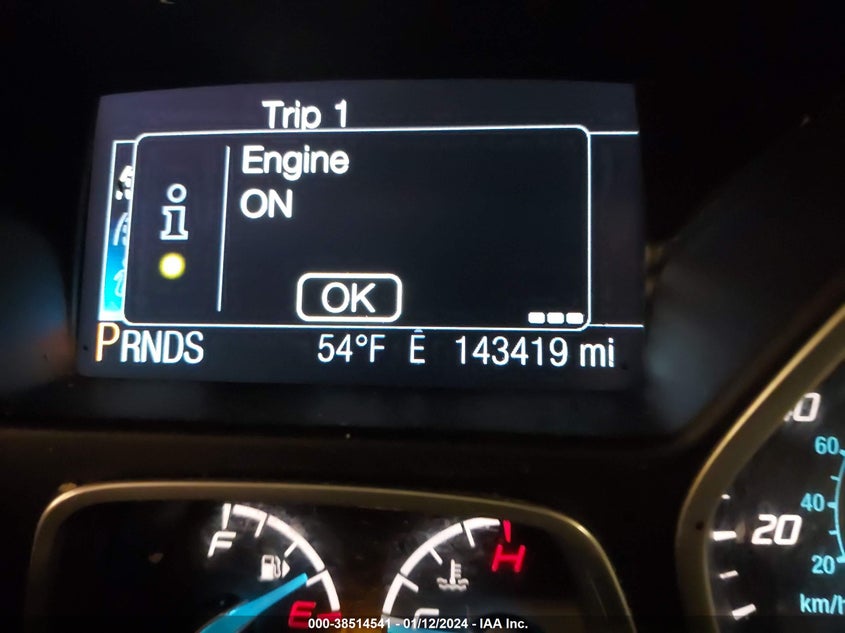 Trip 1
Engine
ON
OK
PRNDS 54°F Ê 143419 mi
60
40
20
20
km/h
F
H
E
000-38514541 - 01/12/2024 - IAA Inc.